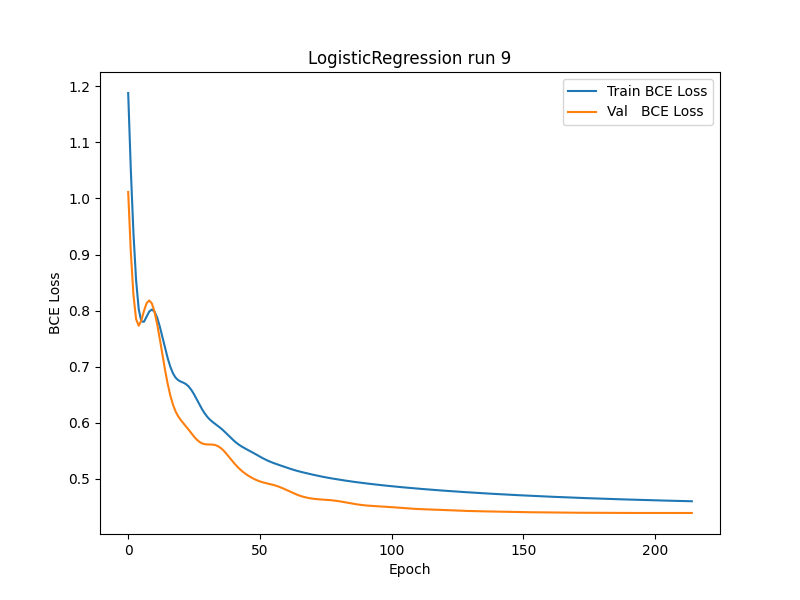 LogisticRegression run 9
Train BCE Loss
Val   BCE Loss
BCE Loss
1.2
1.1
1.0
0.9
0.8
0.7
0.6
0.5
0 50 100 150 200
Epoch